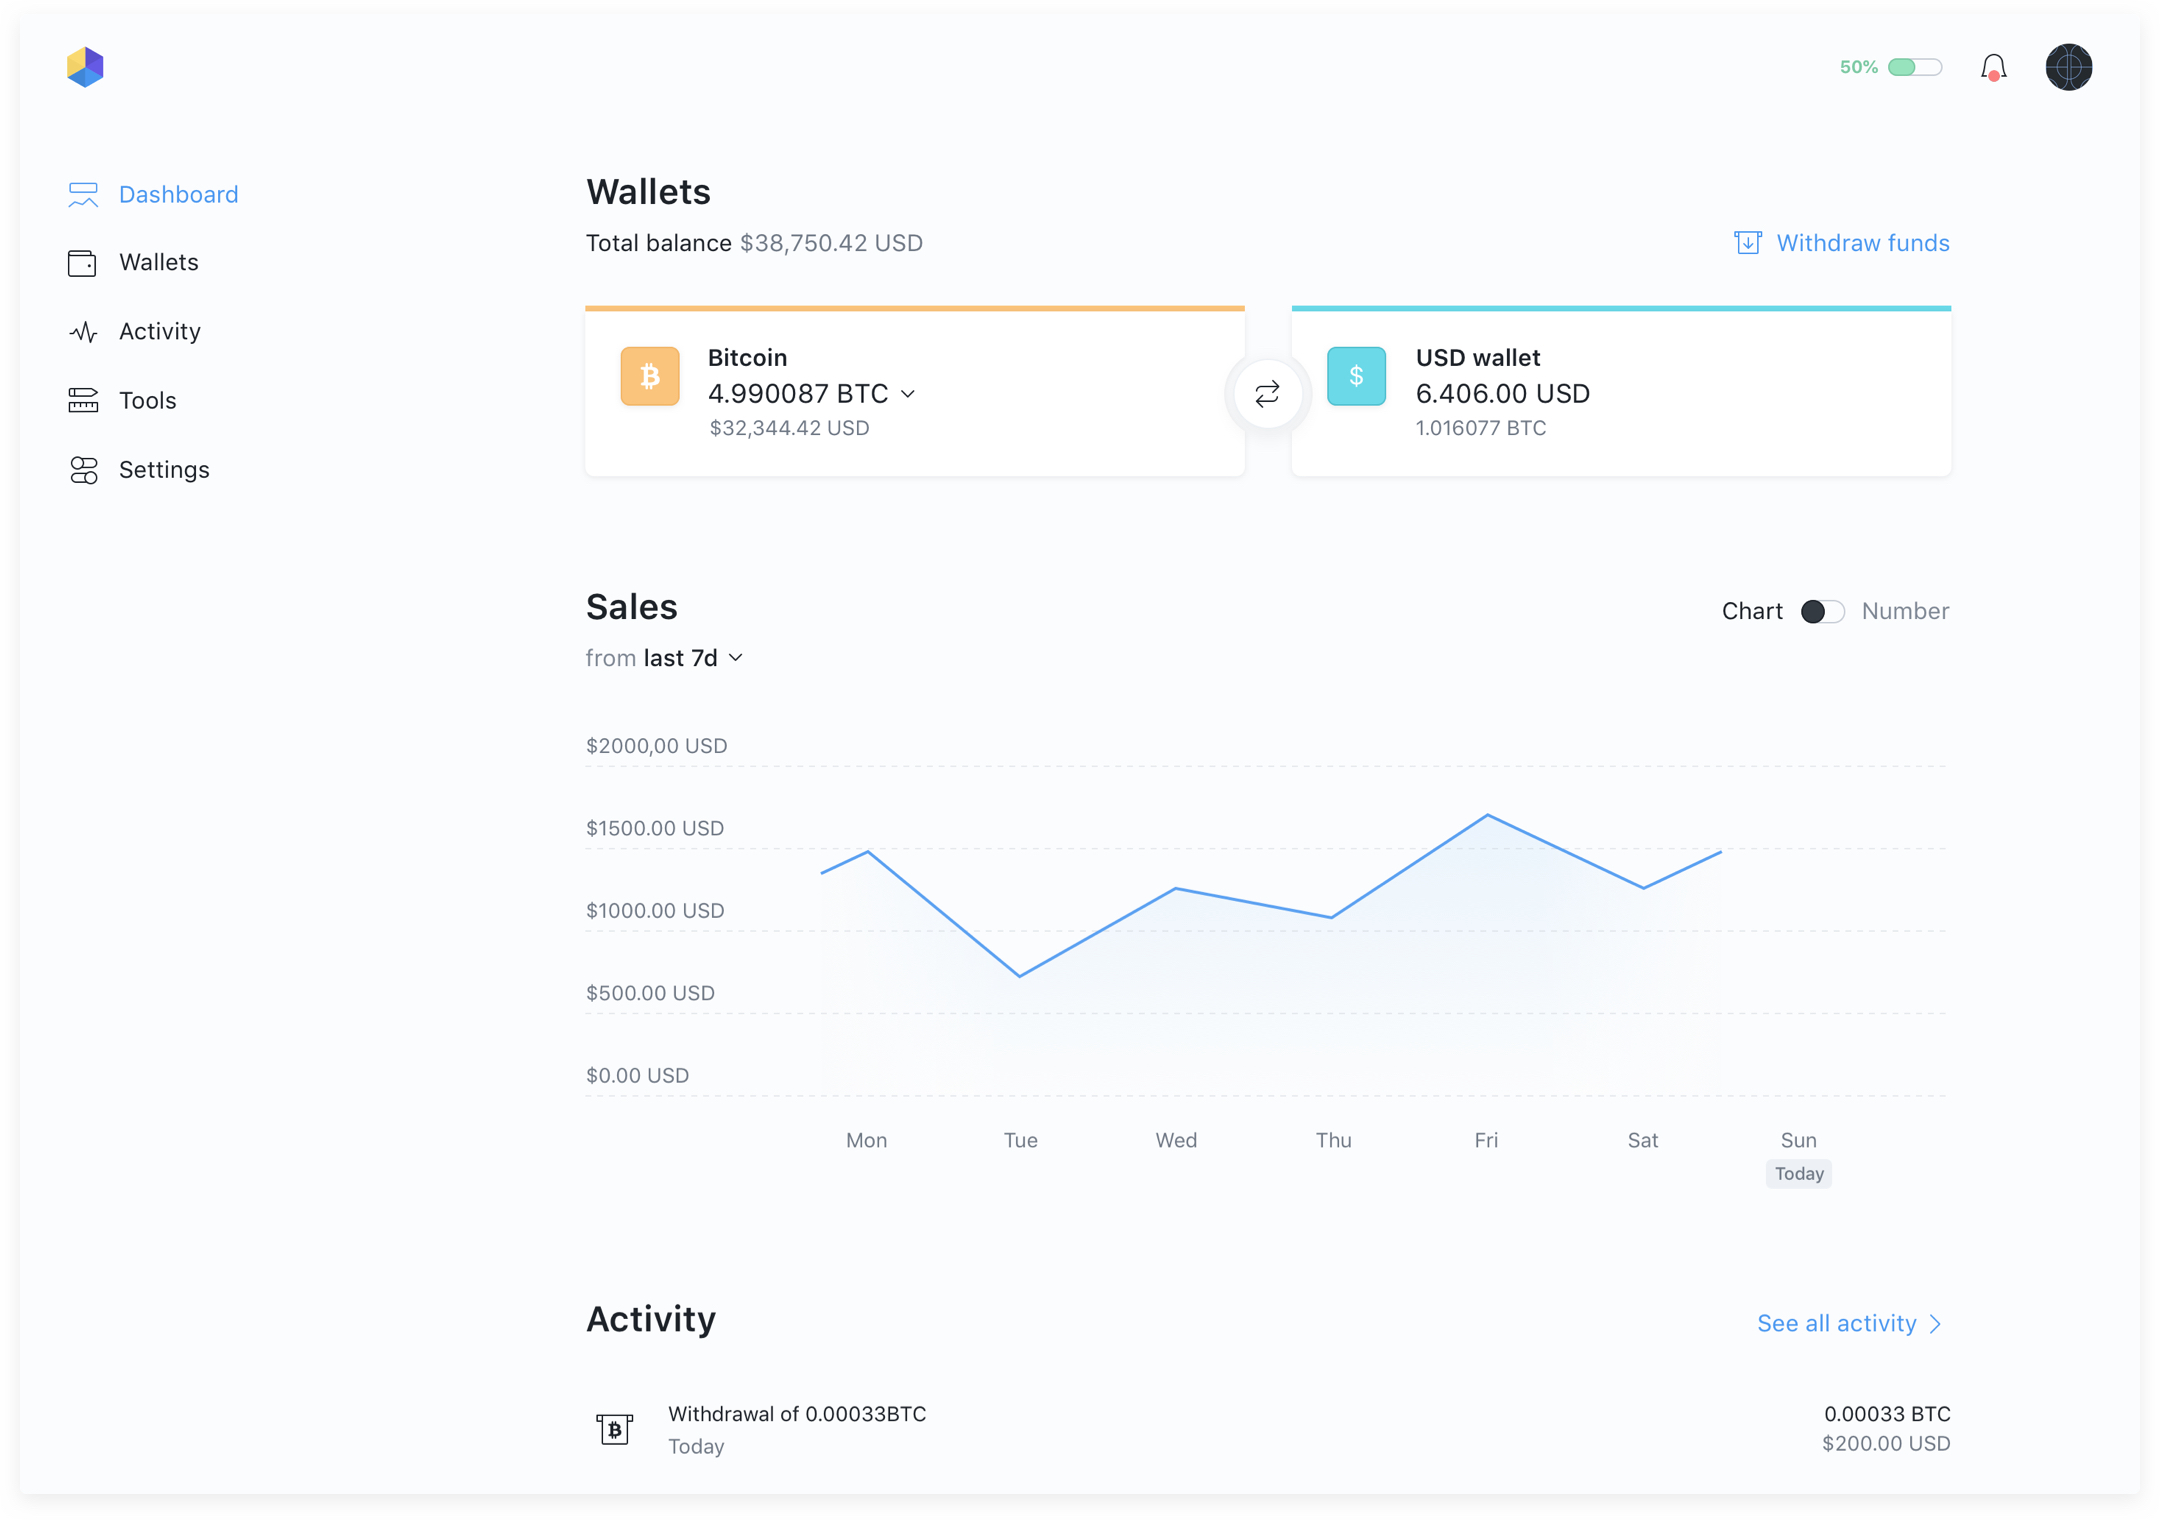 50%
Dashboard
Wallets
Activity
Tools
Settings
Wallets
Total balance $38,750.42 USD
Withdraw funds
Bitcoin
4.990087 BTC
$32,344.42 USD
$
USD wallet
6.406.00 USD
1.016077 BTC
Sales
Chart
Number
from last 7d
$2000,00 USD
$1500.00 USD
$1000.00 USD
$500.00 USD
$0.00 USD
Mon Tue Wed Thu Fri Sat Sun
Today
Activity
See all activity
Withdrawal of 0.00033BTC
Today
0.00033 BTC
$200.00 USD